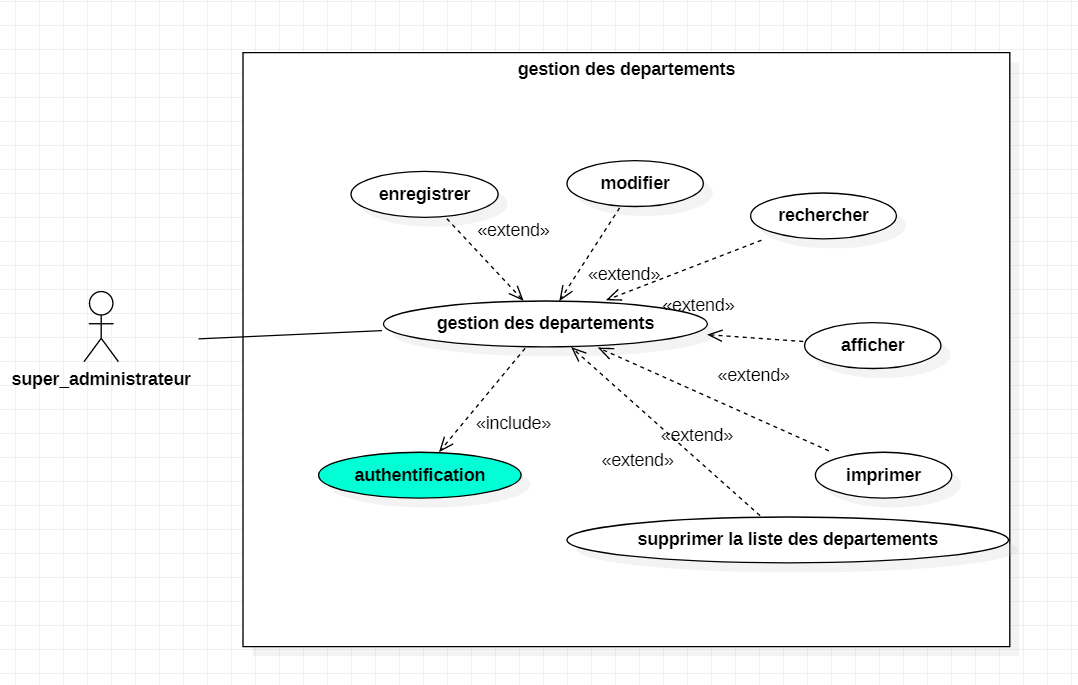 gestion des departements
enregistrer
modifier
rechercher
«extend»
«extend»
«extend»
gestion des departements
afficher
«extend»
super_administrateur
«include»
«extend»
«extend»
authentification
imprimer
supprimer la liste des departements